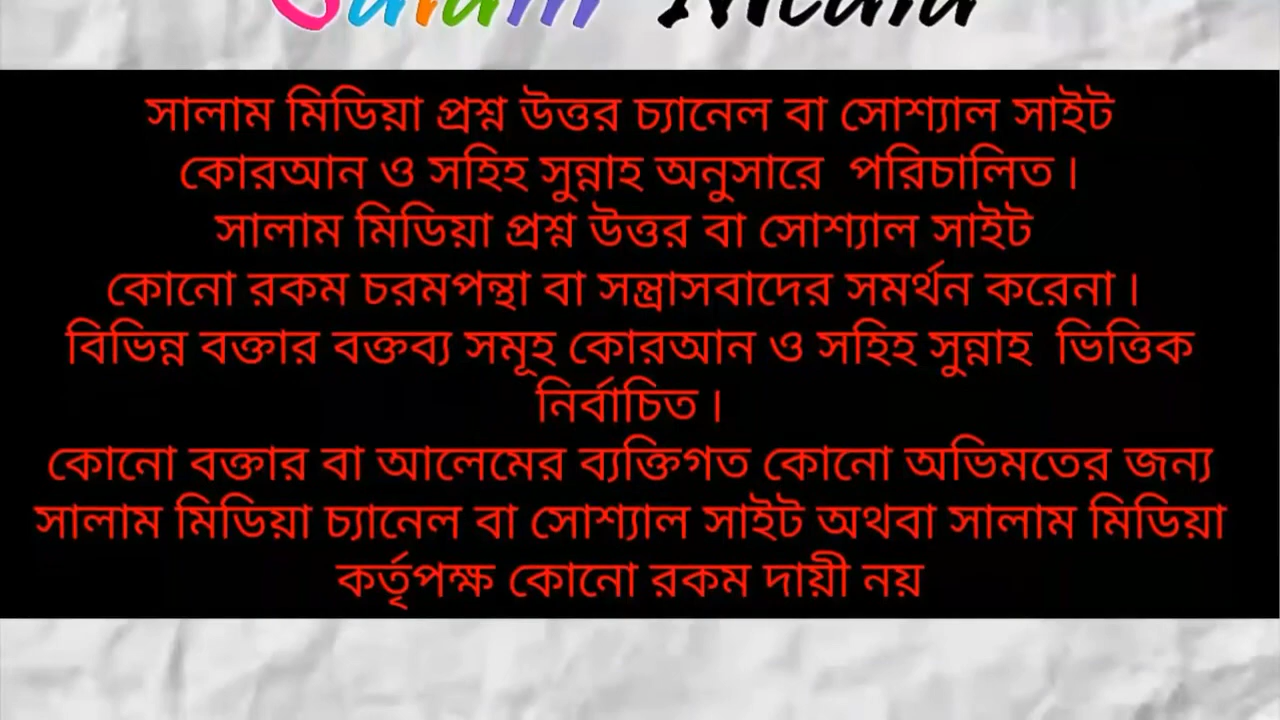 Salam Media
সালাম মিডিয়া প্রশ্ন উত্তর চ্যানেল বা সোশ্যাল সাইট
কোরআন ও সহিহ সুন্নাহ অনুসারে পরিচালিত।
সালাম মিডিয়া প্রশ্ন উত্তর বা সোশ্যাল সাইট
কোনো রকম চরমপন্থা বা সন্ত্রাসবাদের সমর্থন করেনা।
বিভিন্ন বক্তার বক্তব্য সমূহ কোরআন ও সহিহ সুন্নাহ ভিত্তিক
নির্বাচিত।
কোনো বক্তার বা আলেমের ব্যক্তিগত কোনো অভিমতের জন্য
সালাম মিডিয়া চ্যানেল বা সোশ্যাল সাইট অথবা সালাম মিডিয়া
কর্তৃপক্ষ কোনো রকম দায়ী নয়